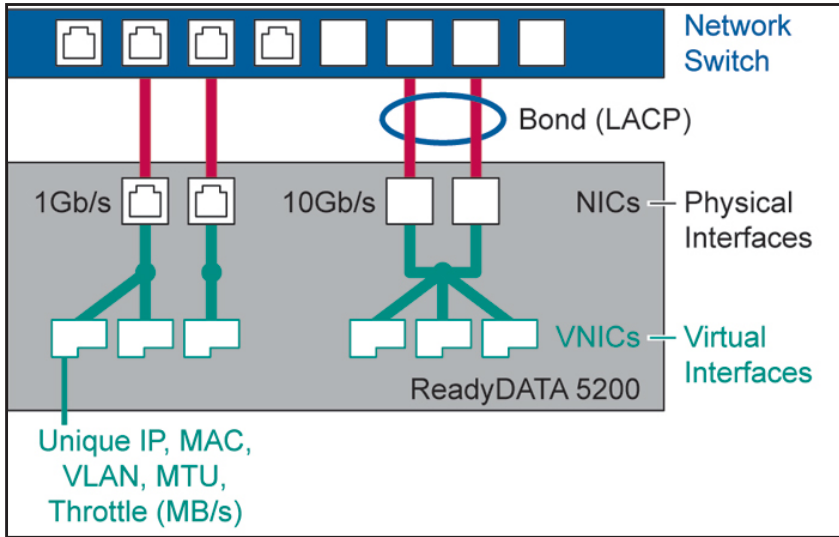 Network
Switch
Bond (LACP)
1Gb/s
10Gb/s
NICs
Physical
Interfaces
VNICs
Virtual
Interfaces
ReadyDATA 5200
Unique IP, MAC,
VLAN, MTU,
Throttle (MB/s)